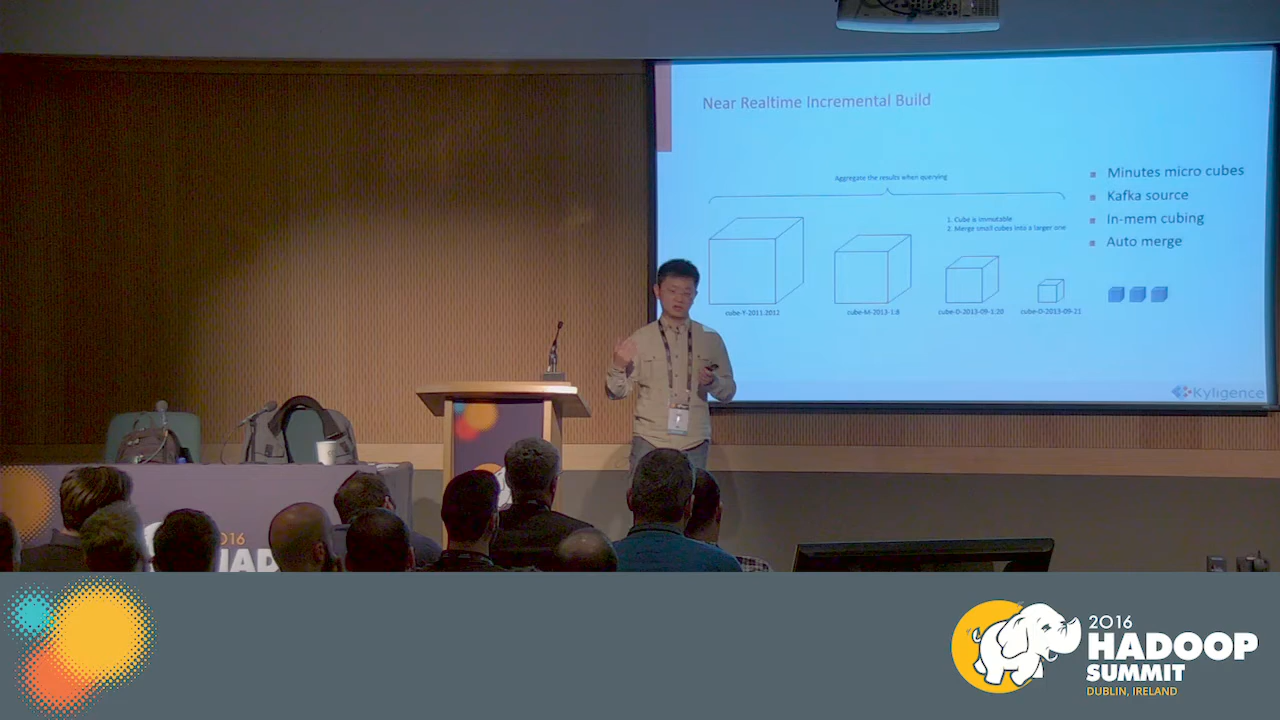 Near Realtime Incremental Build
Aggregate the results when querying
1. Cube is immutable
2. Merge small cubes into a larger one
Minutes micro cubes
Kafka source
In-mem cubing
Auto merge
cube-Y-2011.2012
cube-M-2013-1:8
cube-D-2013-09-1:20
cube-D-2013-09-21
Kyligence
2016
HADOOP
SUMMIT
DUBLIN, IRELAND